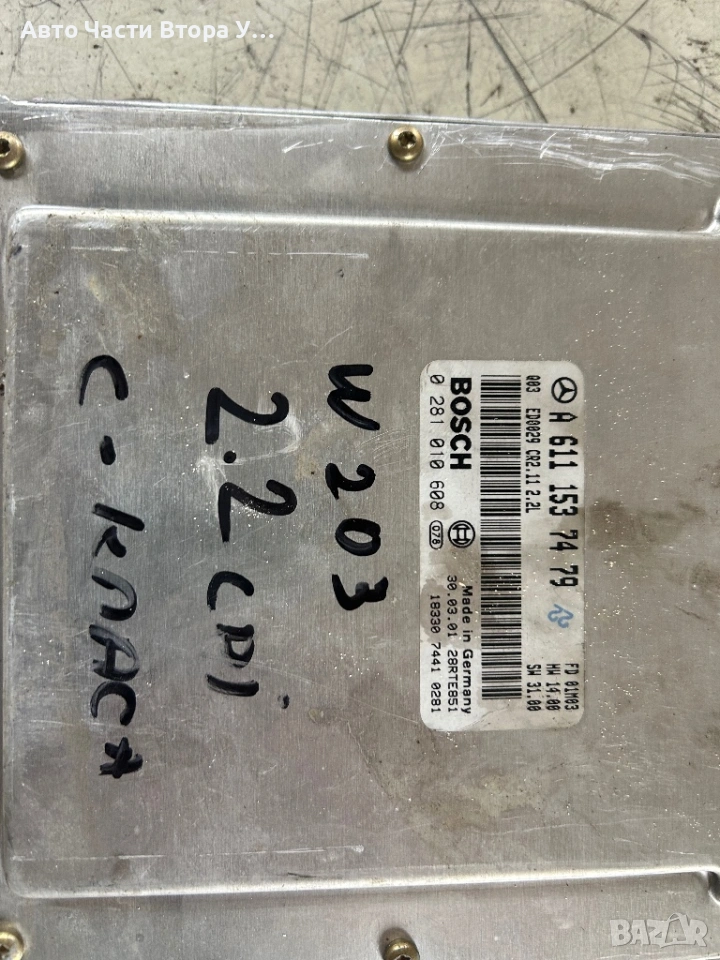 Авто Части Втора У...
A 611 153 74 79
Q03 ED0029 CR2.11 2.2L
FD 01M03
HW 14.00
SW 31.00
BOSCH
0 281 010 608
D78
Made in Germany
30.03.01 28RTE851
18330 7441 0281
W203
2.2 CDI
C-КЛАСА
BAZAR